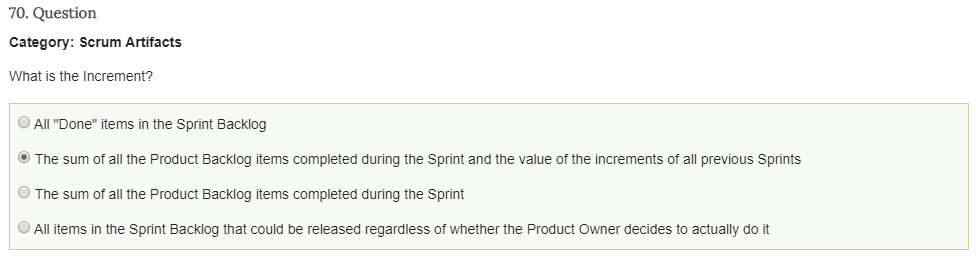 70. Question
Category: Scrum Artifacts
What is the Increment?
All "Done" items in the Sprint Backlog
The sum of all the Product Backlog items completed during the Sprint and the value of the increments of all previous Sprints
The sum of all the Product Backlog items completed during the Sprint
All items in the Sprint Backlog that could be released regardless of whether the Product Owner decides to actually do it